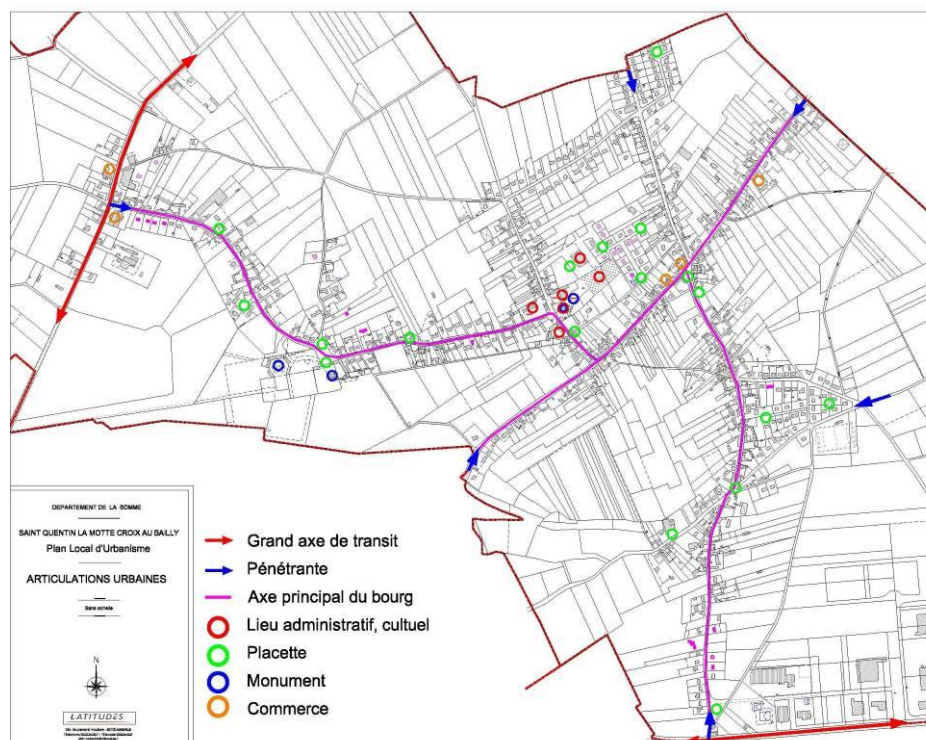 DEPARTEMENT DE LA SOMME
SAINT QUENTIN LA MOTTE CROIX AU BAILLY
Plan Local d'Urbanisme
ARTICULATIONS URBAINES
Sans echelle
N
LATITUDES
Grand axe de transit
Pénétrante
Axe principal du bourg
Lieu administratif, cultuel
Placette
Monument
Commerce